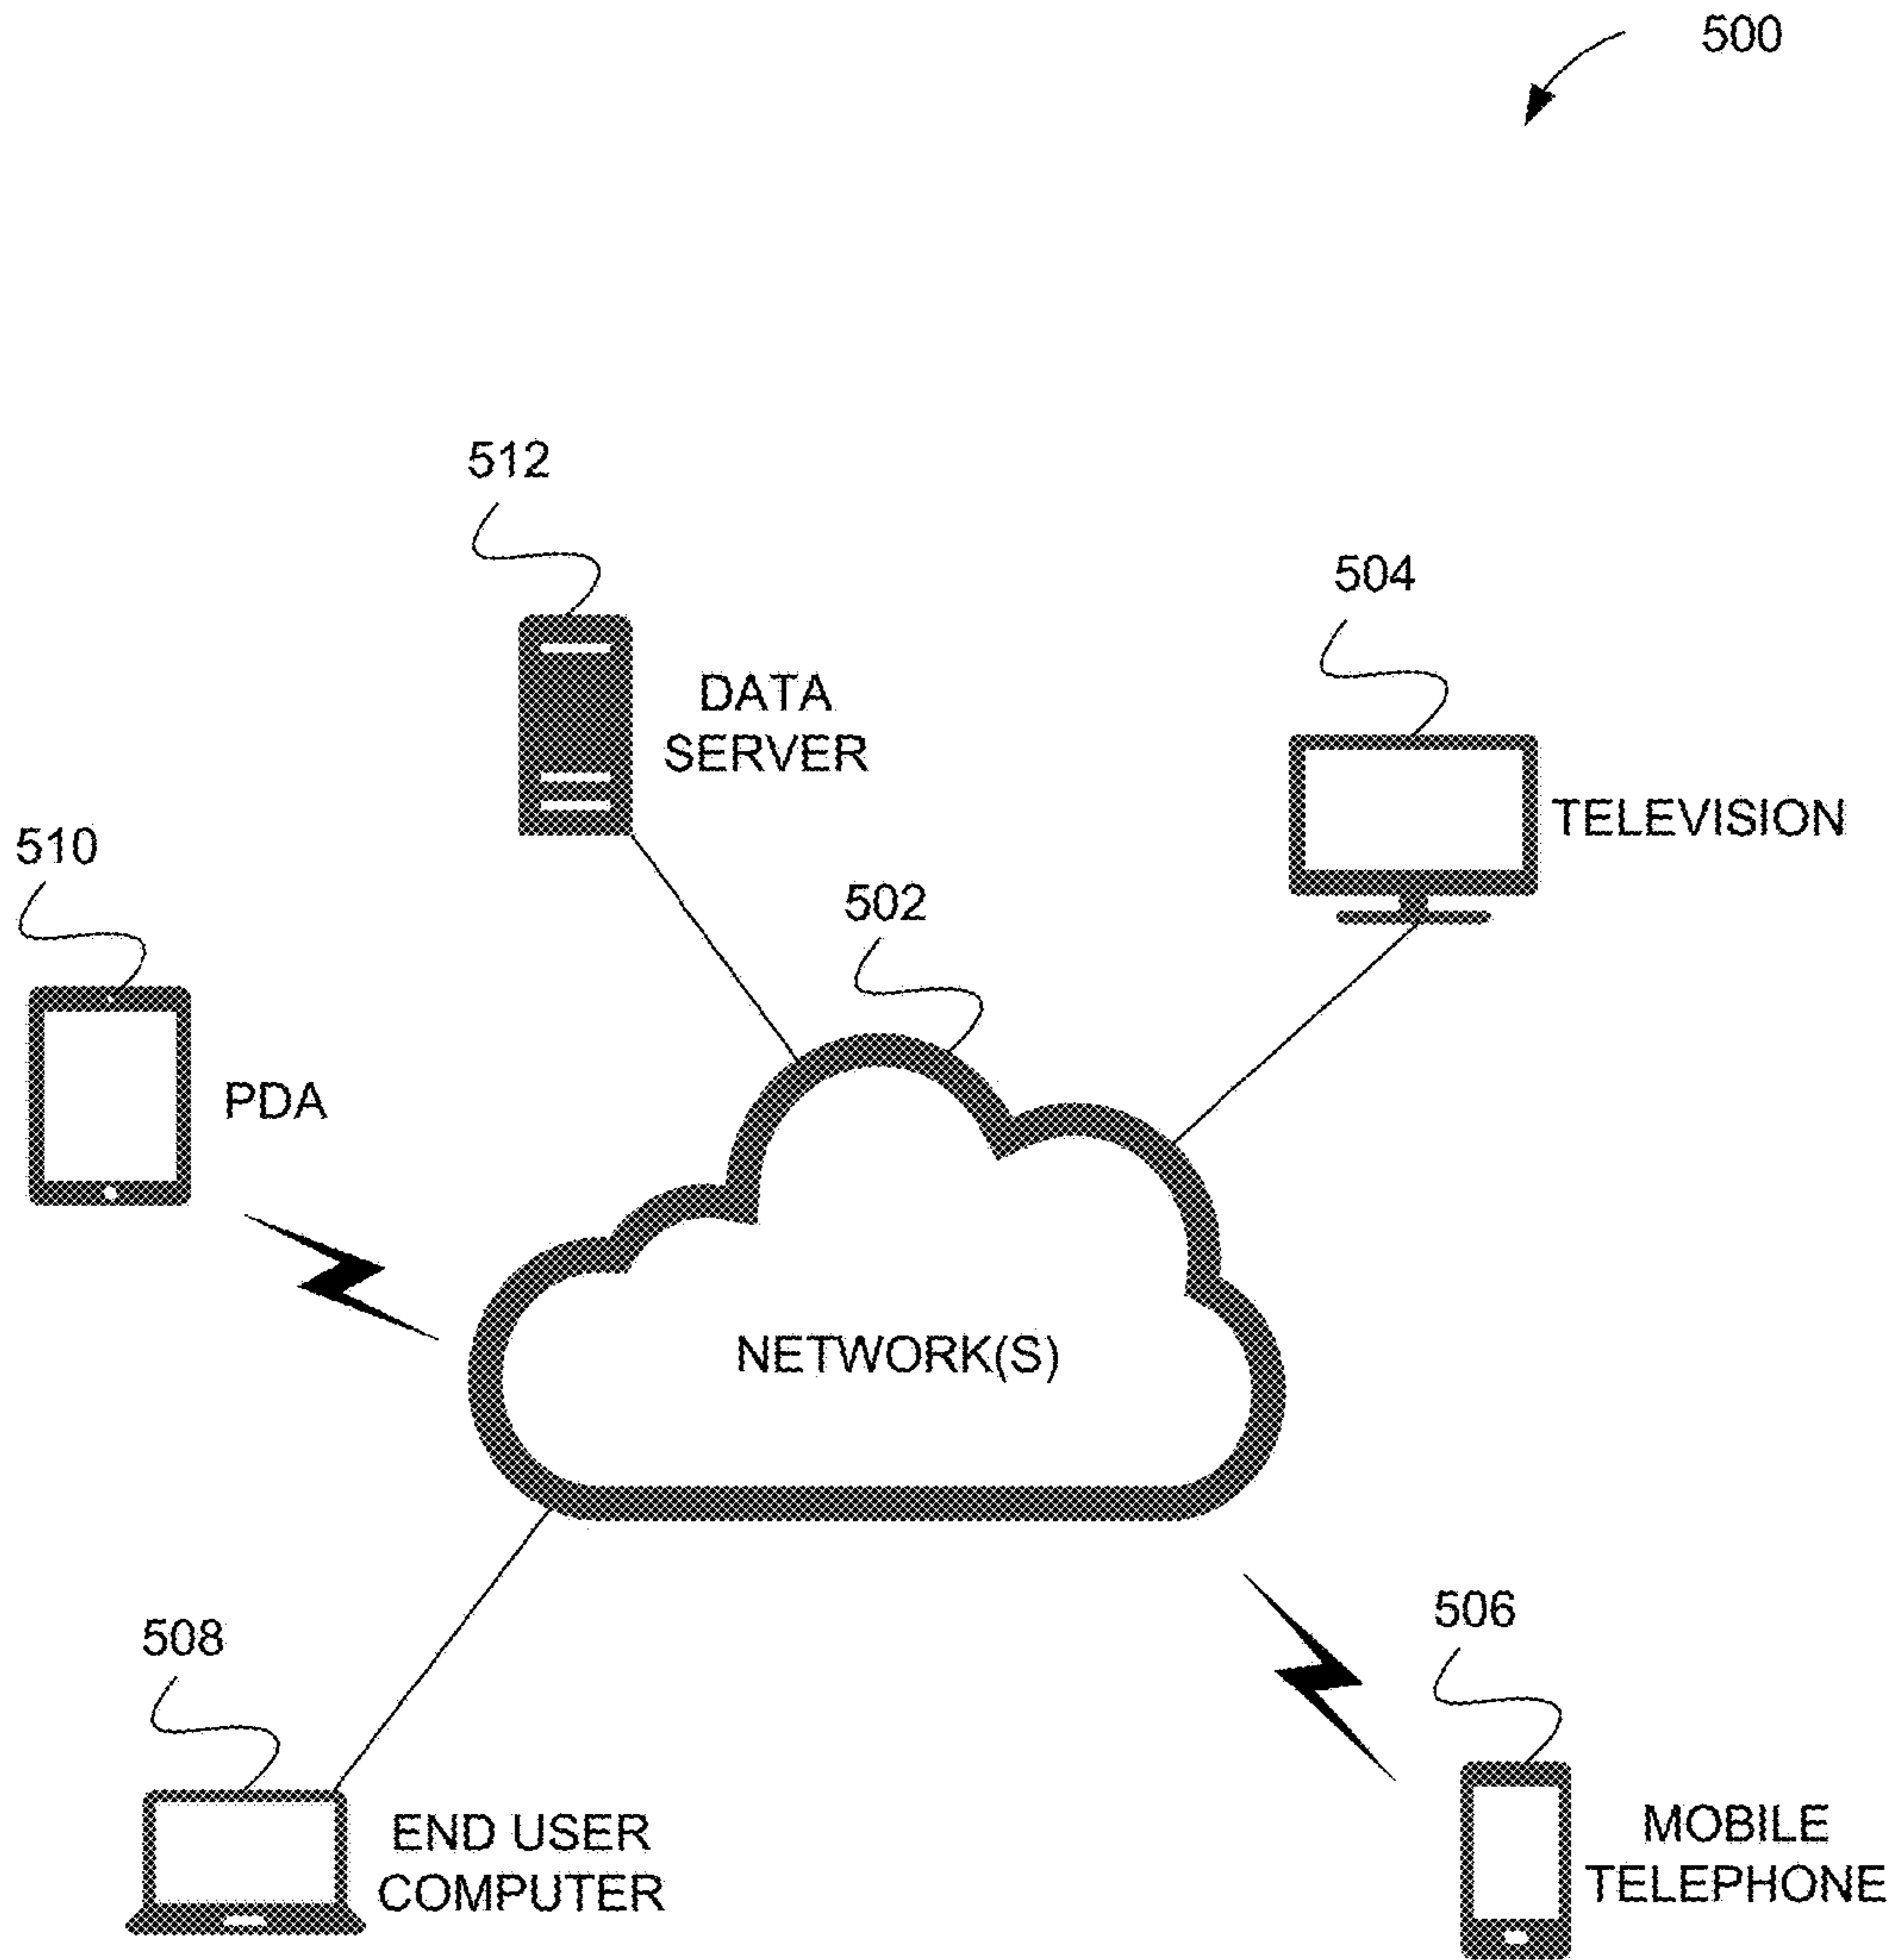 500
512
DATA
SERVER
504
TELEVISION
510
PDA
502
NETWORK(S)
508
END USER
COMPUTER
506
MOBILE
TELEPHONE